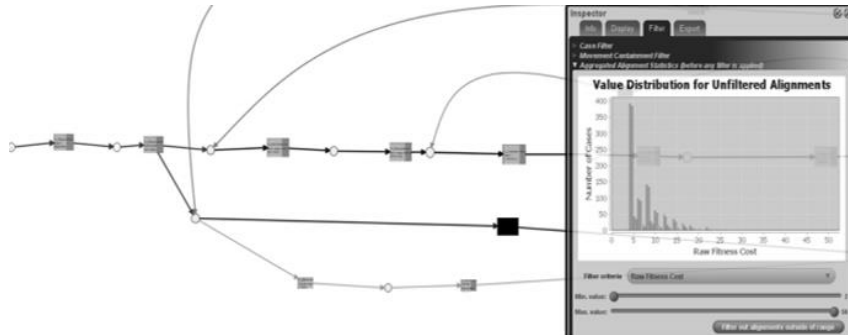 Inspector
Info Display Filter Export
Case Filter
Movement Containment Filter
Aggregated Alignment Statistics (before any filter is applied)
Value Distribution for Unfiltered Alignments
Number of Cases
400
350
300
250
200
150
100
50
0
0 5 10 15 20 25 30 35 40 45 50
Raw Fitness Cost
Filter criteria Raw Fitness Cost
Min. value:
Max. value:
Filter out alignments outside of range